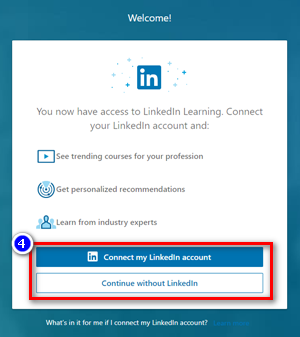 Welcome!
in
You now have access to LinkedIn Learning. Connect
your LinkedIn account and:
See trending courses for your profession
Get personalized recommendations
Learn from industry experts
4
in Connect my LinkedIn account
Continue without LinkedIn
What's in it for me if I connect my LinkedIn account? Learn more